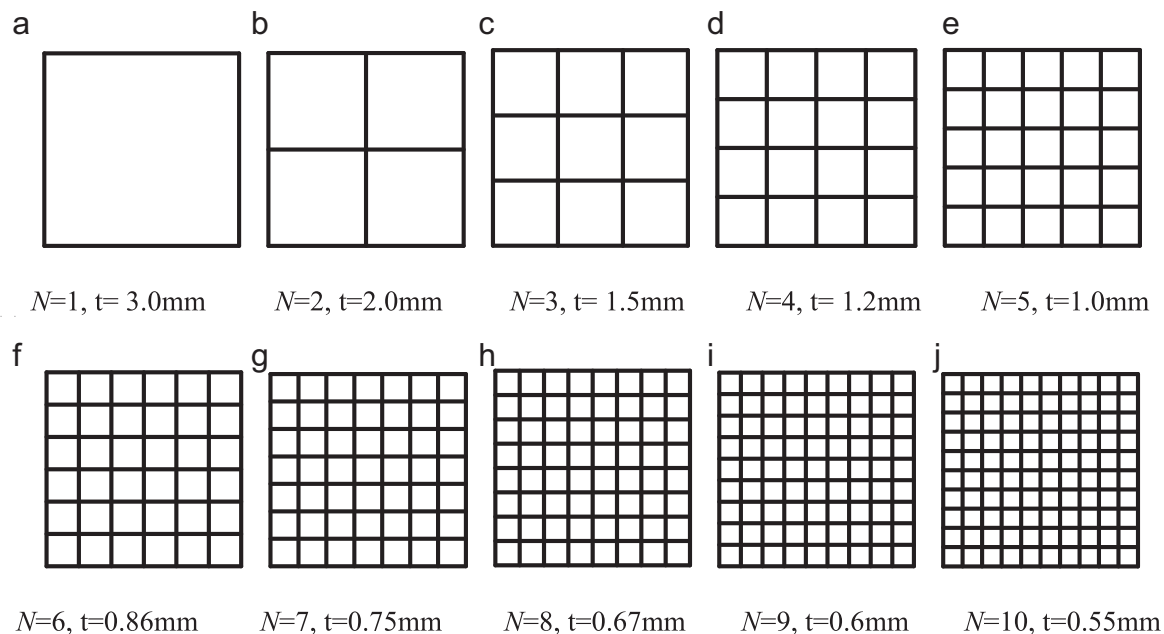 a b c d e
N=1, t= 3.0mm N=2, t=2.0mm N=3, t= 1.5mm N=4, t= 1.2mm N=5, t=1.0mm
f g h i j
N=6, t=0.86mm N=7, t=0.75mm N=8, t=0.67mm N=9, t=0.6mm N=10, t=0.55mm